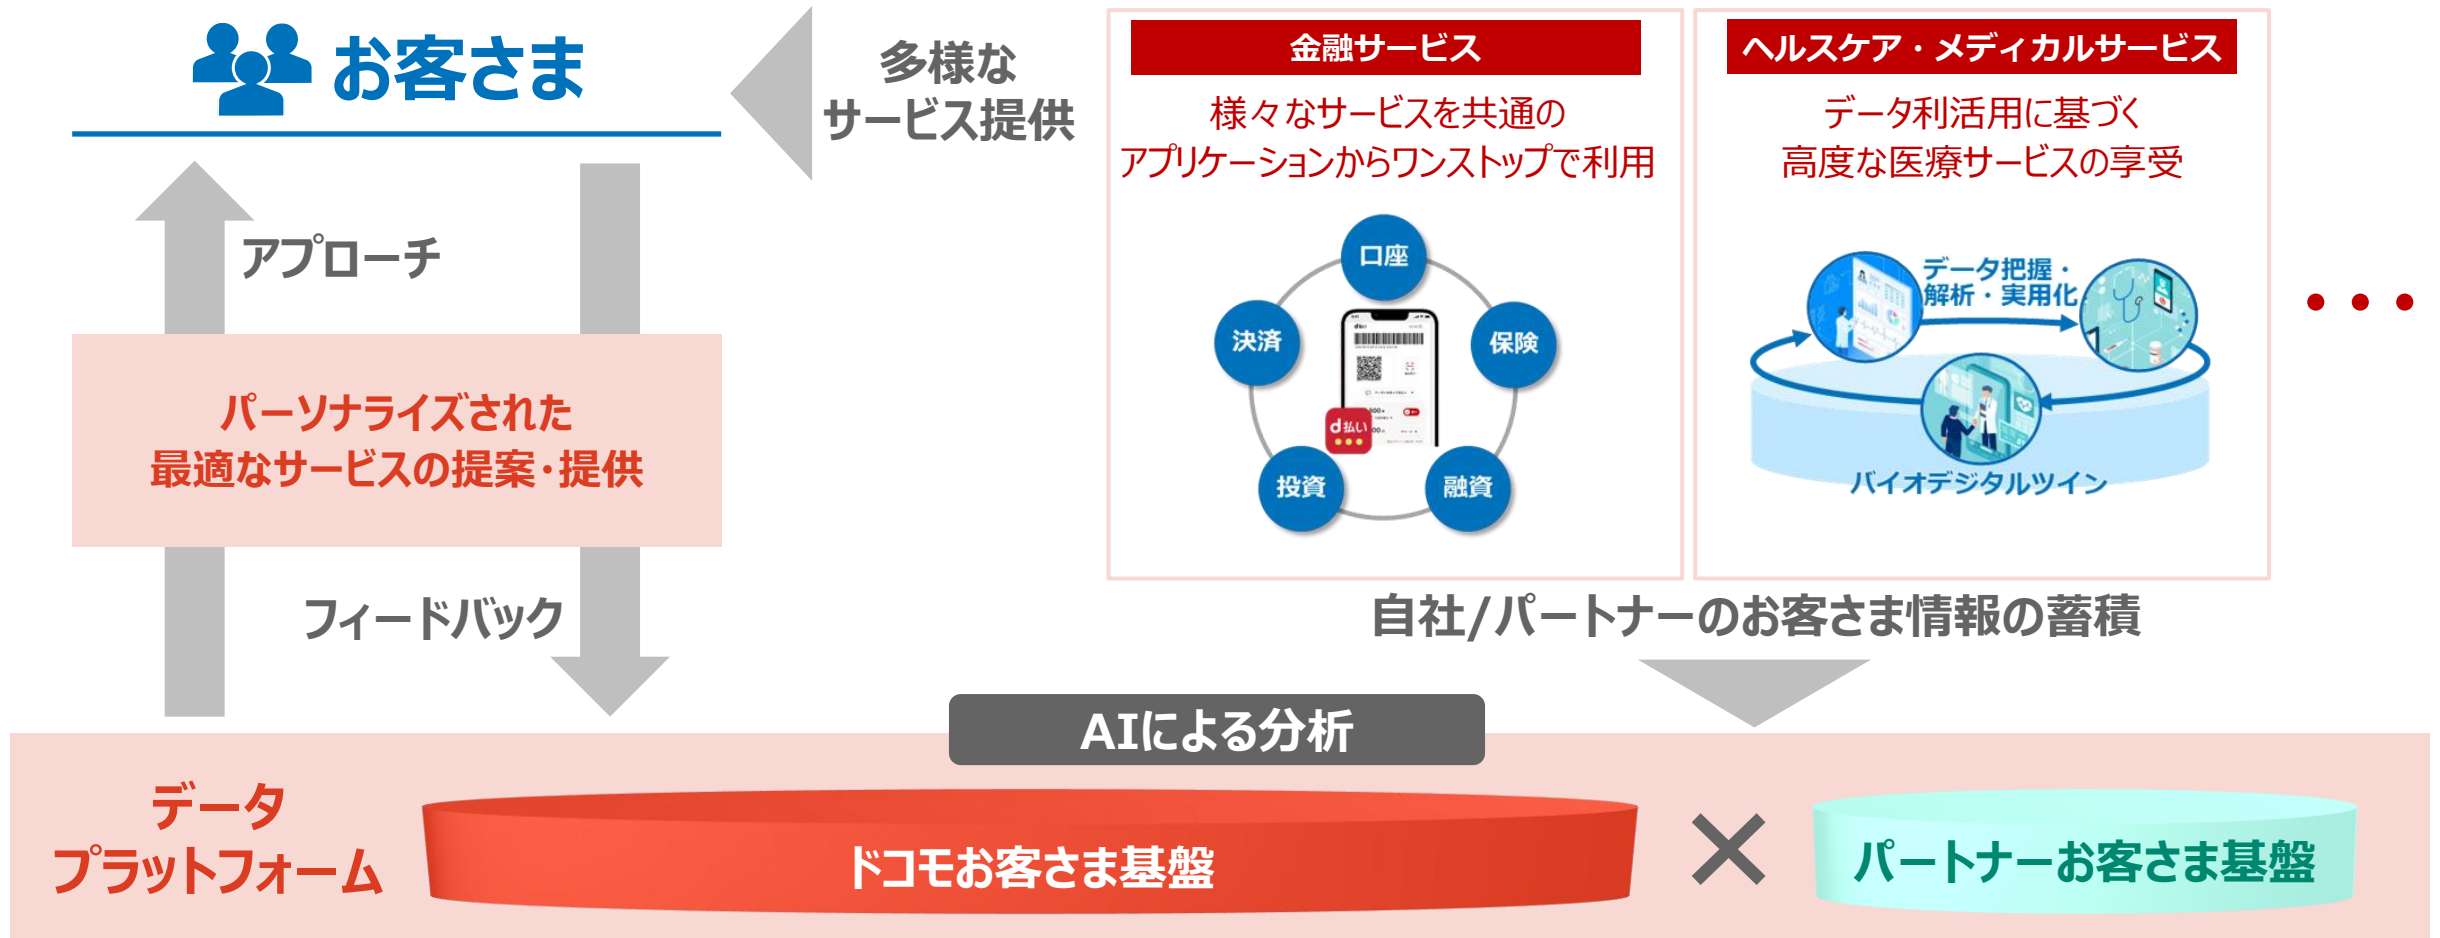 お客さま
多様な
サービス提供
金融サービス
様々なサービスを共通の
アプリケーションからワンストップで利用
口座
決済
保険
d払い
投資
融資
ヘルスケア・メディカルサービス
データ利活用に基づく
高度な医療サービスの享受
データ把握・
解析・実用化
バイオデジタルツイン
・・・
アプローチ
パーソナライズされた
最適なサービスの提案・提供
フィードバック
自社/パートナーのお客さま情報の蓄積
AIによる分析
データ
プラットフォーム
ドコモお客さま基盤
×
パートナーお客さま基盤